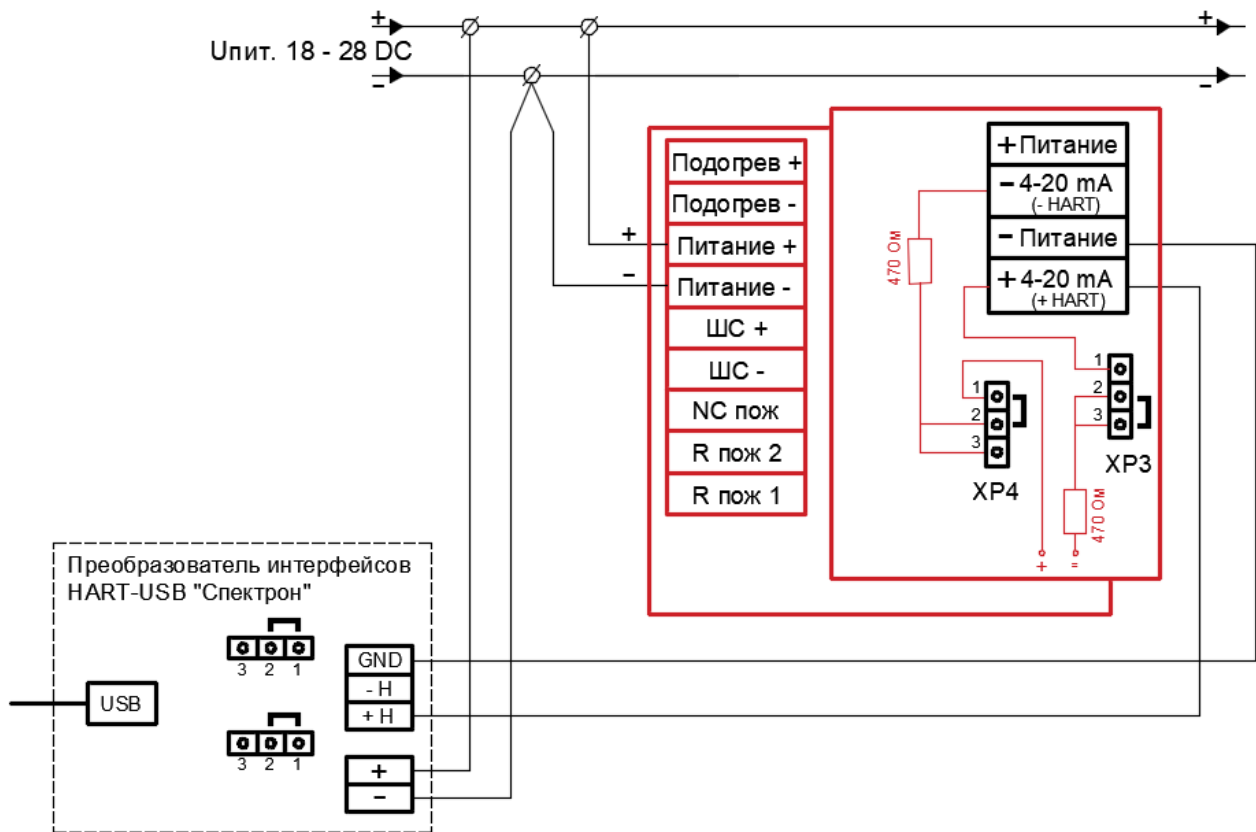 + +
Uпит. 18 - 28 DC
− −
Подогрев +
Подогрев -
Питание +
Питание -
ШС +
ШС -
NC пож
R пож 2
R пож 1
+
−
+ Питание
− 4-20 mA
(- HART)
− Питание
+ 4-20 mA
(+ HART)
470 Ом
1
2
3
XP4
1
2
3
XP3
470 Ом
+ =
Преобразователь интерфейсов
HART-USB "Спектрон"
3 2 1
3 2 1
USB
GND
- H
+ H
+
−